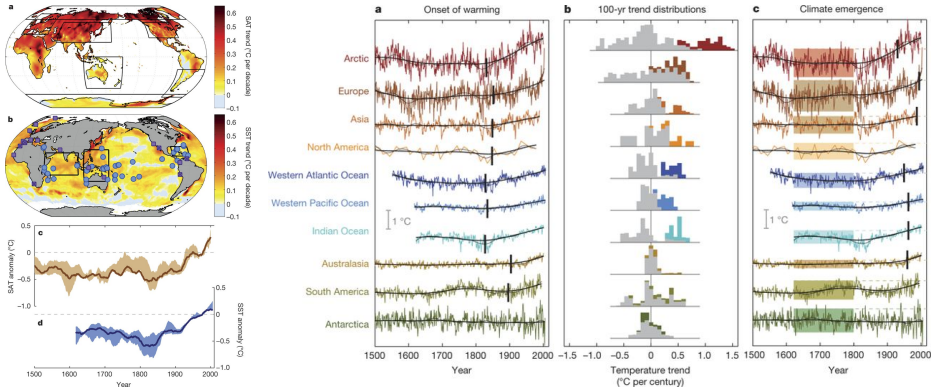 a
SAT trend (°C per decade)
0.6
0.5
0.4
0.3
0.2
0.1
0
−0.1
b
SST trend (°C per decade)
0.6
0.5
0.4
0.3
0.2
0.1
0
−0.1
c
SAT anomaly (°C)
0.5
0
−0.5
−1.0
d
SST anomaly (°C)
0.5
0
−0.5
−1.0
1500 1600 1700 1800 1900 2000
Year
a Onset of warming
Arctic
Europe
Asia
North America
Western Atlantic Ocean
Western Pacific Ocean
1 °C
Indian Ocean
Australasia
South America
Antarctica
1500 1600 1700 1800 1900 2000
Year
b 100-yr trend distributions
−1.5 −1.0 −0.5 0 0.5 1.0 1.5
Temperature trend
(°C per century)
c Climate emergence
1 °C
1500 1600 1700 1800 1900 2000
Year